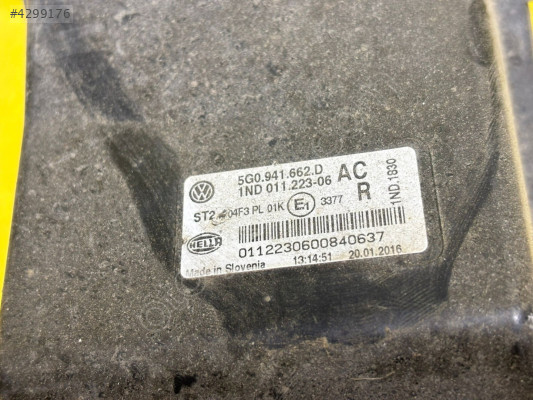 #4299176
5G0.941.662.D AC
1ND 011.223-06 R
04F3 PL 01K E1 3377
1ND.1830
HELLA
0112230600840637
Made in Slovenia 13:14:51 20.01.2016